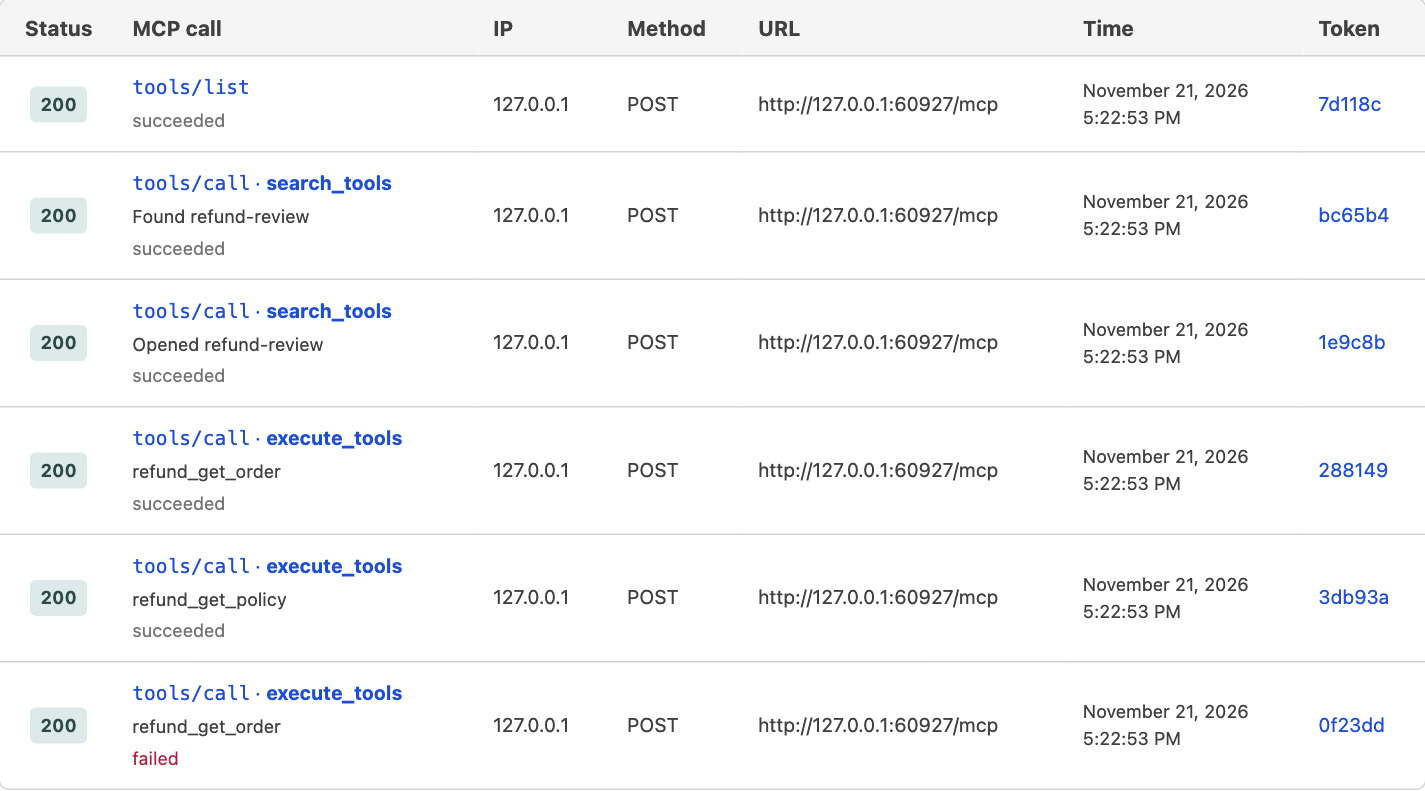 Status MCP call IP Method URL Time Token
200 tools/list succeeded 127.0.0.1 POST http://127.0.0.1:60927/mcp November 21, 2026 5:22:53 PM 7d118c
200 tools/call · search_tools Found refund-review succeeded 127.0.0.1 POST http://127.0.0.1:60927/mcp November 21, 2026 5:22:53 PM bc65b4
200 tools/call · search_tools Opened refund-review succeeded 127.0.0.1 POST http://127.0.0.1:60927/mcp November 21, 2026 5:22:53 PM 1e9c8b
200 tools/call · execute_tools refund_get_order succeeded 127.0.0.1 POST http://127.0.0.1:60927/mcp November 21, 2026 5:22:53 PM 288149
200 tools/call · execute_tools refund_get_policy succeeded 127.0.0.1 POST http://127.0.0.1:60927/mcp November 21, 2026 5:22:53 PM 3db93a
200 tools/call · execute_tools refund_get_order failed 127.0.0.1 POST http://127.0.0.1:60927/mcp November 21, 2026 5:22:53 PM 0f23dd